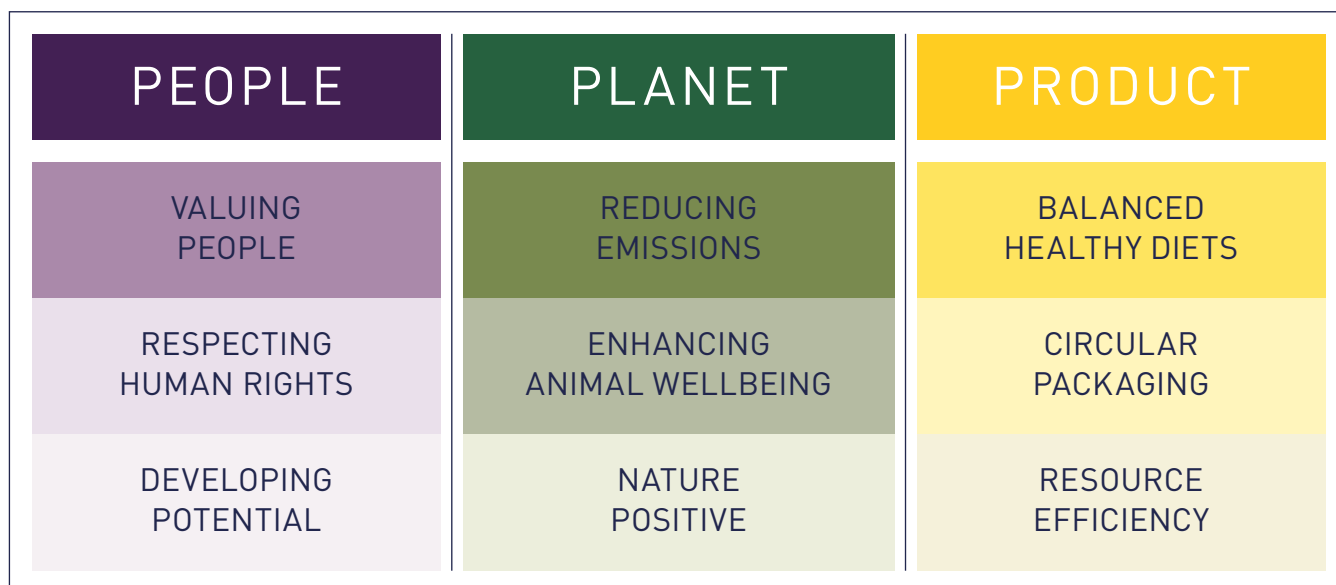 PEOPLE
VALUING
PEOPLE
RESPECTING
HUMAN RIGHTS
DEVELOPING
POTENTIAL
PLANET
REDUCING
EMISSIONS
ENHANCING
ANIMAL WELLBEING
NATURE
POSITIVE
PRODUCT
BALANCED
HEALTHY DIETS
CIRCULAR
PACKAGING
RESOURCE
EFFICIENCY